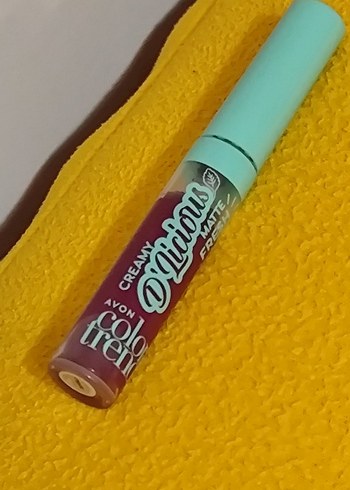 CREAMY
D'Licious
MATTE
FRESH
AVON
color
trend